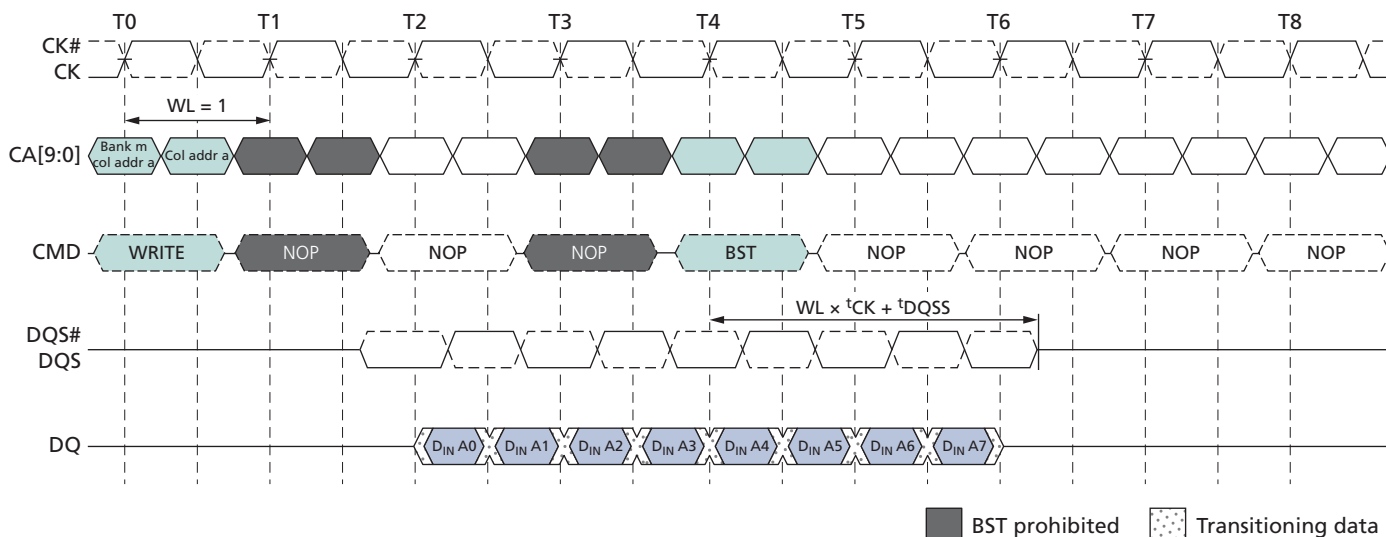 T0 T1 T2 T3 T4 T5 T6 T7 T8
CK#
CK
WL = 1
CA[9:0] Bank m col addr a Col addr a
CMD WRITE NOP NOP NOP BST NOP NOP NOP NOP
WL × tCK + tDQSS
DQS#
DQS
DQ DIN A0 DIN A1 DIN A2 DIN A3 DIN A4 DIN A5 DIN A6 DIN A7
BST prohibited Transitioning data